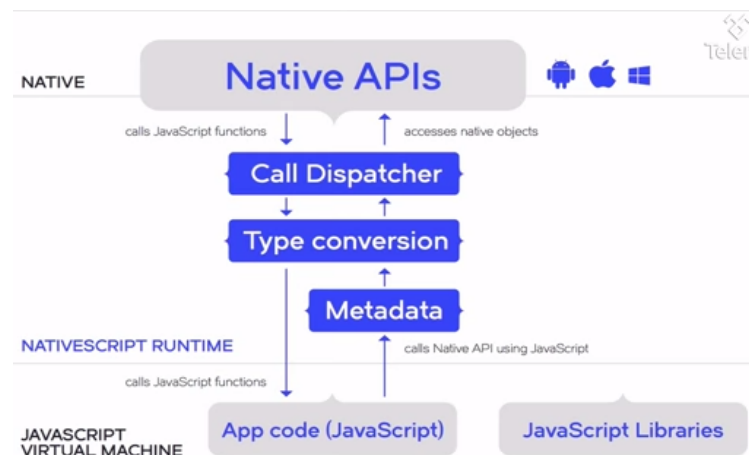 NATIVE
Native APIs
calls JavaScript functions
accesses native objects
Call Dispatcher
Type conversion
Metadata
NATIVESCRIPT RUNTIME
calls Native API using JavaScript
calls JavaScript functions
JAVASCRIPT
VIRTUAL MACHINE
App code (JavaScript)
JavaScript Libraries